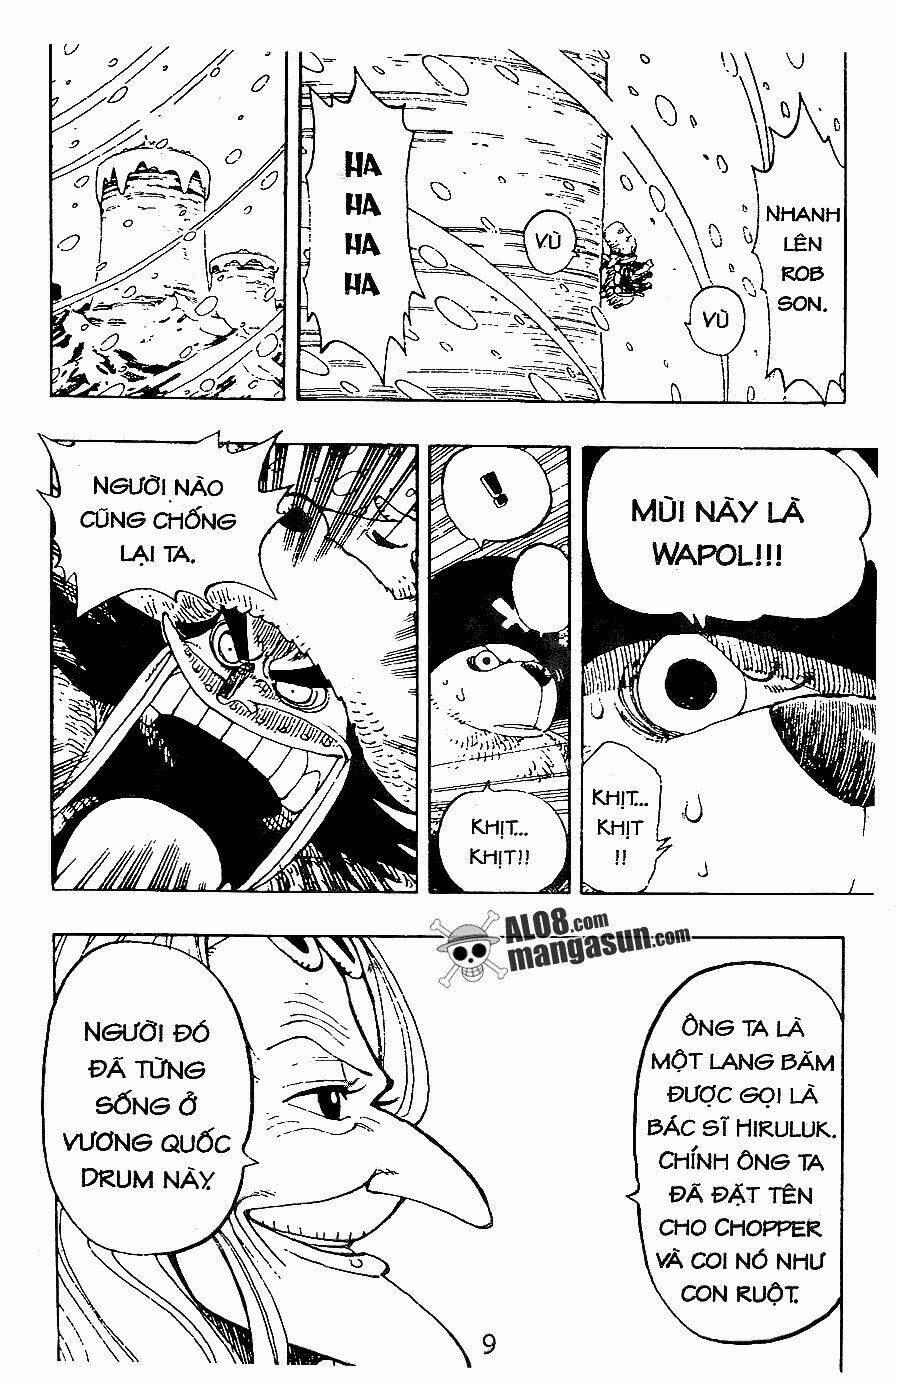 NHANH
LÊN
ROB
SON.
VÙ
VÙ
HA
HA
HA
HA
MÙI NÀY LÀ
WAPOL!!!
KHỊT...
KHỊT
!!
!
KHỊT...
KHỊT!!
NGƯỜI NÀO
CŨNG CHỐNG
LẠI TA.
AL08.com
mangasun.com
ÔNG TA LÀ
MỘT LANG BĂM
ĐƯỢC GỌI LÀ
BÁC SĨ HIRULUK.
CHÍNH ÔNG TA
ĐÃ ĐẶT TÊN
CHO CHOPPER
VÀ COI NÓ NHƯ
CON RUỘT.
NGƯỜI ĐÓ
ĐÃ TỪNG
SỐNG Ở
VƯƠNG QUỐC
DRUM NÀY.
9